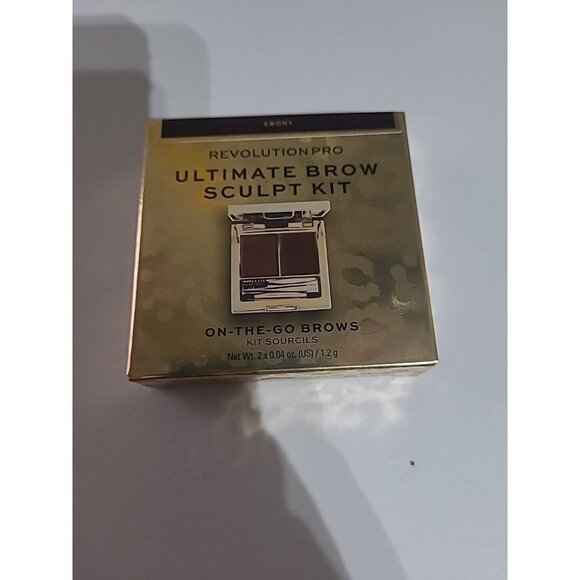 EBONY
REVOLUTION PRO
ULTIMATE BROW
SCULPT KIT
ON-THE-GO BROWS
KIT SOURCILS
Net Wt. 2 x 0.04 oz. (US) / 1.2 g